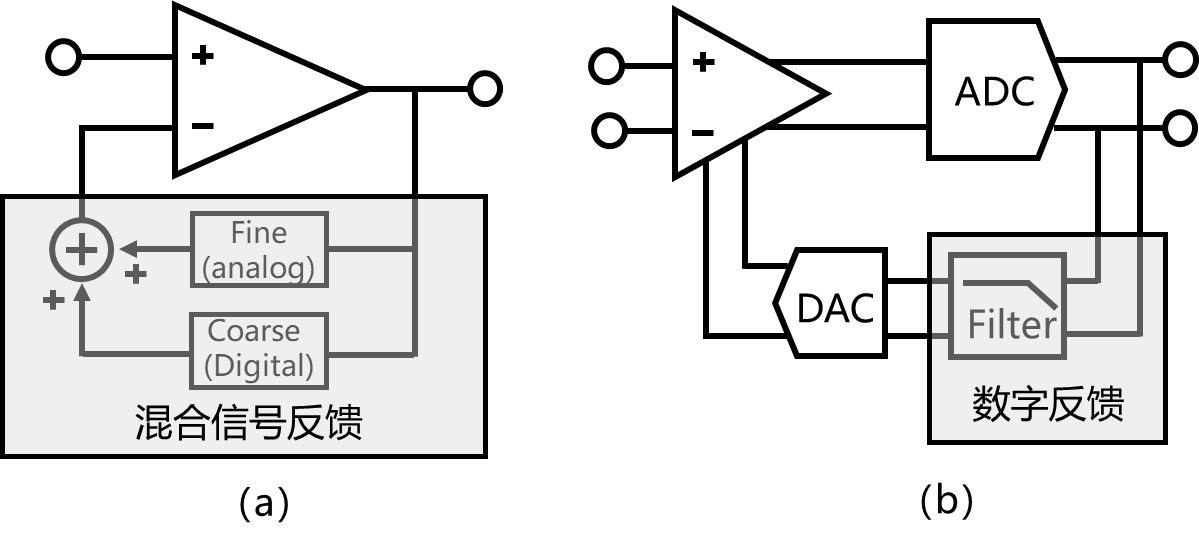 +
−
Fine
(analog)
+
+
+
Coarse
(Digital)
混合信号反馈
(a)
+
−
ADC
DAC
Filter
数字反馈
(b)